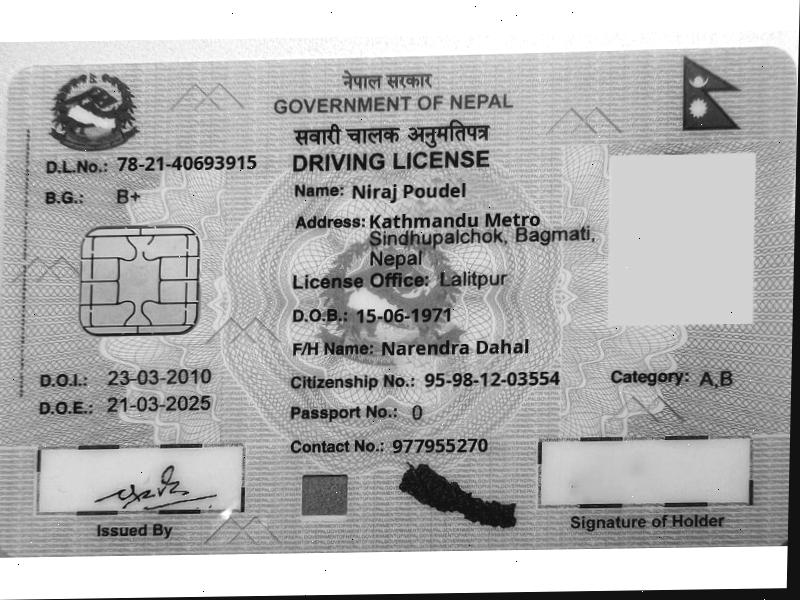 नेपाल सरकार
GOVERNMENT OF NEPAL
सवारी चालक अनुमतिपत्र
DRIVING LICENSE
D.L.No.: 78-21-40693915
B.G.: B+
Name: Niraj Poudel
Address: Kathmandu Metro
Sindhupalchok, Bagmati,
Nepal
License Office: Lalitpur
D.O.B.: 15-06-1971
F/H Name: Narendra Dahal
D.O.I.: 23-03-2010
Citizenship No.: 95-98-12-03554
Category: A,B
D.O.E.: 21-03-2025
Passport No.: 0
Contact No.: 977955270
Issued By
Signature of Holder